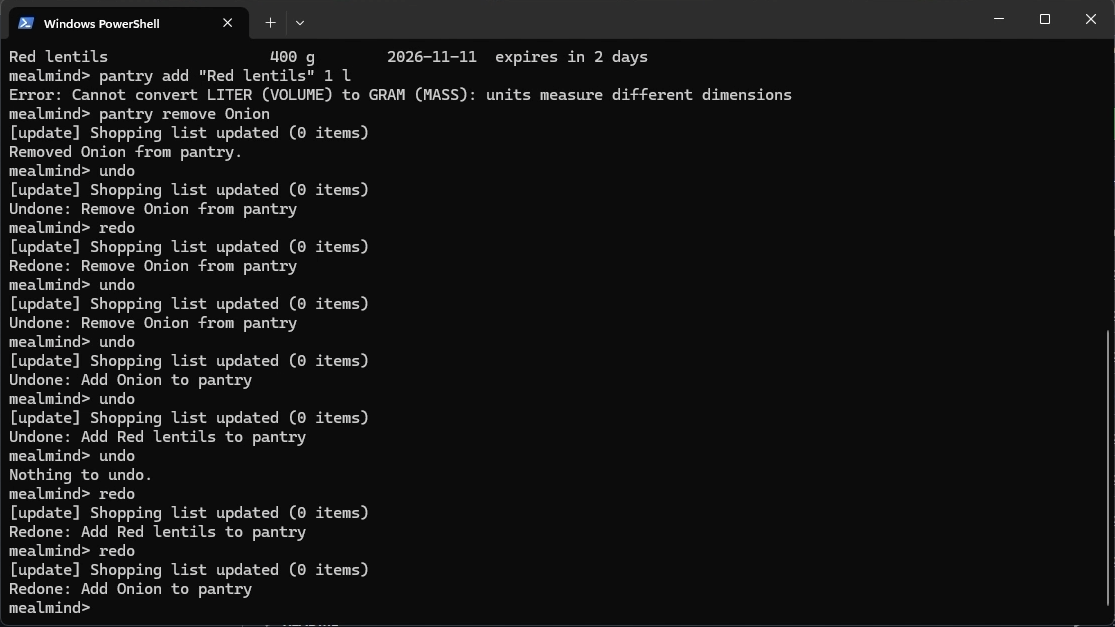 Windows PowerShell
Red lentils                  400 g        2026-11-11  expires in 2 days
mealmind> pantry add "Red lentils" 1 l
Error: Cannot convert LITER (VOLUME) to GRAM (MASS): units measure different dimensions
mealmind> pantry remove Onion
[update] Shopping list updated (0 items)
Removed Onion from pantry.
mealmind> undo
[update] Shopping list updated (0 items)
Undone: Remove Onion from pantry
mealmind> redo
[update] Shopping list updated (0 items)
Redone: Remove Onion from pantry
mealmind> undo
[update] Shopping list updated (0 items)
Undone: Remove Onion from pantry
mealmind> undo
[update] Shopping list updated (0 items)
Undone: Add Onion to pantry
mealmind> undo
[update] Shopping list updated (0 items)
Undone: Add Red lentils to pantry
mealmind> undo
Nothing to undo.
mealmind> redo
[update] Shopping list updated (0 items)
Redone: Add Red lentils to pantry
mealmind> redo
[update] Shopping list updated (0 items)
Redone: Add Onion to pantry
mealmind>